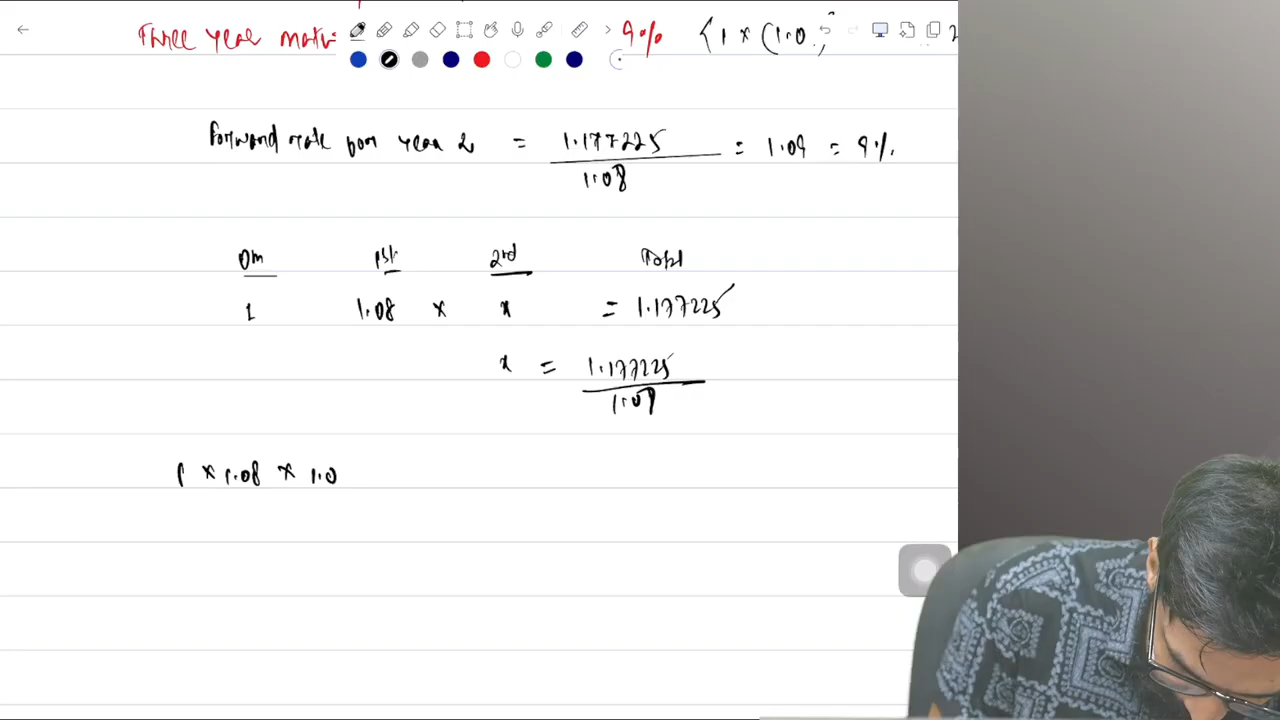 Three year matu 9% {1 x (1.0
Forward rate for year 2 = 1.177225 / 1.08 = 1.09 = 9%
1st 2nd Total
1 1.08 x x = 1.177225
x = 1.177225 / 1.08
1 x 1.08 x 1.0